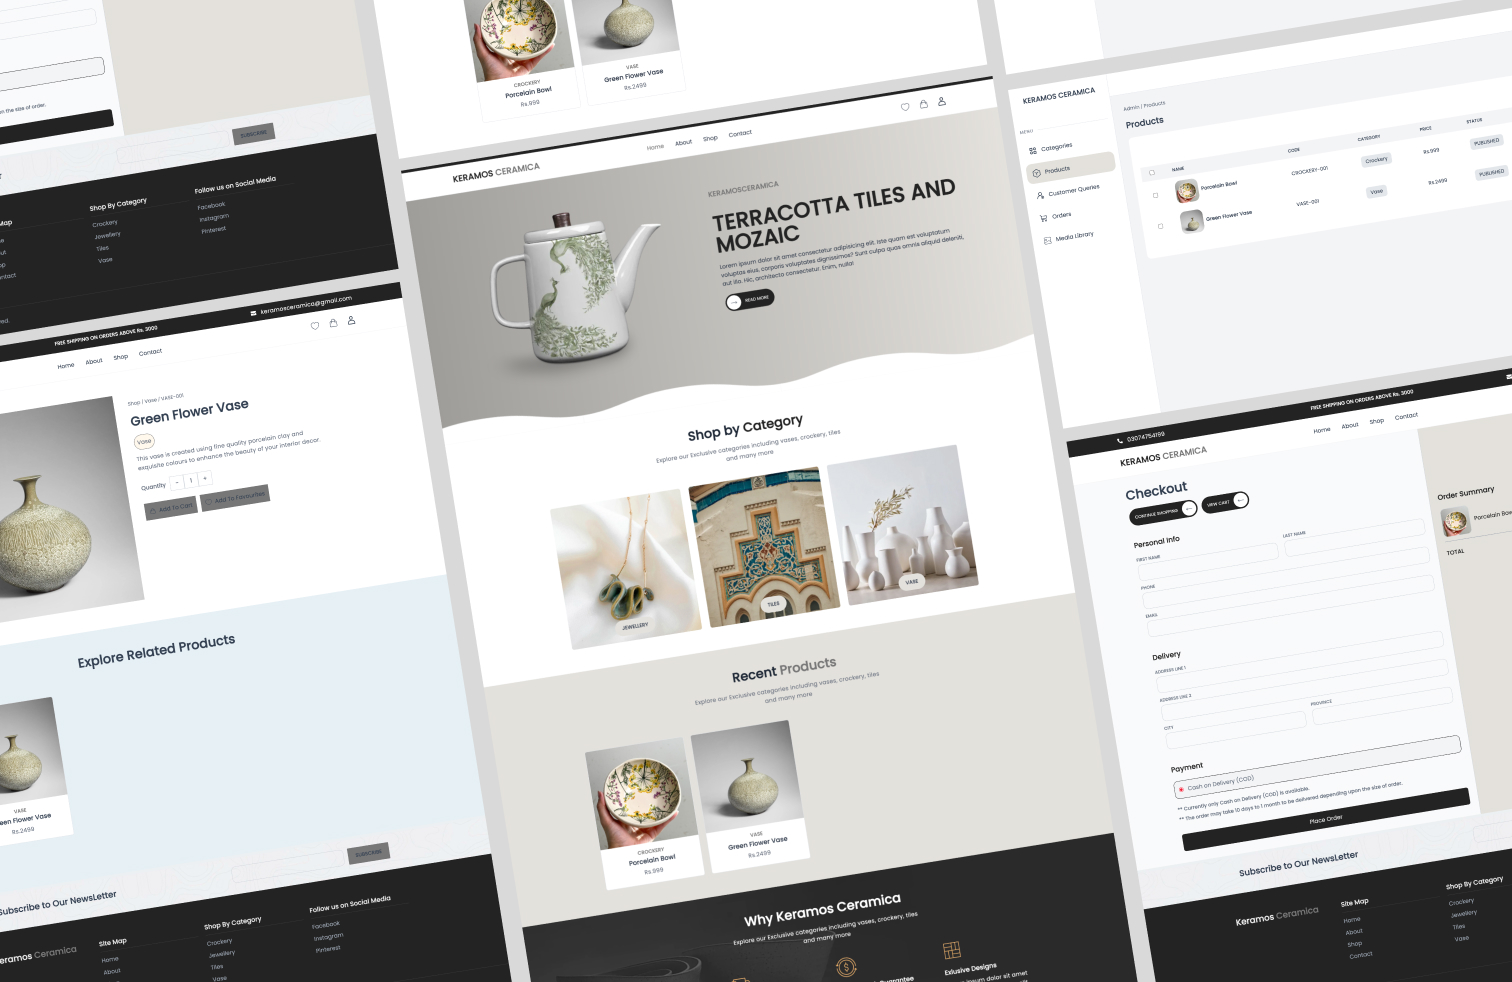 on the size of order.
SUBSCRIBE
Map
Shop By Category
Crockery
Jewellery
Tiles
Vase
Follow us on Social Media
Facebook
Instagram
Pinterest
FREE SHIPPING ON ORDERS ABOVE Rs. 3000
keramosceramica@gmail.com
Home
About
Shop
Contact
Shop / Vase / VASE-001
Green Flower Vase
Vase
This vase is created using fine quality porcelain clay and
exquisite colours to enhance the beauty of your interior decor.
Quantity
-
1
+
Add To Cart
Add To Favourites
Explore Related Products
VASE
een Flower Vase
Rs.2499
Subscribe to Our NewsLetter
SUBSCRIBE
eramos Ceramica
Site Map
Home
About
Shop By Category
Crockery
Jewellery
Tiles
Vase
Follow us on Social Media
Facebook
Instagram
Pinterest
CROCKERY
Porcelain Bowl
Rs.999
VASE
Green Flower Vase
Rs.2499
KERAMOS CERAMICA
Home
About
Shop
Contact
KERAMOSCERAMICA
TERRACOTTA TILES AND
MOZAIC
Lorem ipsum dolor sit amet consectetur adipisicing elit. Iste quam est voluptatum
voluptas eius, corporis voluptates dignissimos? Sunt culpa quos omnis aliquid deleniti,
aut illo. Hic, architecto consectetur. Enim, nulla!
READ MORE
Shop by Category
Explore our Exclusive categories including vases, crockery, tiles
and many more
JEWELLERY
TILES
VASE
Recent Products
Explore our Exclusive categories including vases, crockery, tiles
and many more
CROCKERY
Porcelain Bowl
Rs.999
VASE
Green Flower Vase
Rs.2499
Why Keramos Ceramica
Explore our Exclusive categories including vases, crockery, tiles
and many more
Guarantee
Exlusive Designs
ipsum dolor sit amet
KERAMOS CERAMICA
MENU
Categories
Products
Customer Queries
Orders
Media Library
Admin / Products
Products
NAME
CODE
CATEGORY
PRICE
STATUS
Porcelain Bowl
CROCKERY-001
Crockery
Rs.999
PUBLISHED
Green Flower Vase
VASE-001
Vase
Rs.2499
PUBLISHED
03074754199
FREE SHIPPING ON ORDERS ABOVE Rs. 3000
KERAMOS CERAMICA
Home
About
Shop
Contact
Checkout
CONTINUE SHOPPING
VIEW CART
Personal Info
FIRST NAME
LAST NAME
PHONE
EMAIL
Delivery
ADDRESS LINE 1
ADDRESS LINE 2
CITY
PROVINCE
Payment
Cash on Delivery (COD)
** Currently only Cash on Delivery (COD) is available.
** The order may take 10 days to 1 month to be delivered depending upon the size of order.
Place Order
Order Summary
Porcelain Bow
TOTAL
Subscribe to Our NewsLetter
Keramos Ceramica
Site Map
Home
About
Shop
Contact
Shop By Category
Crockery
Jewellery
Tiles
Vase